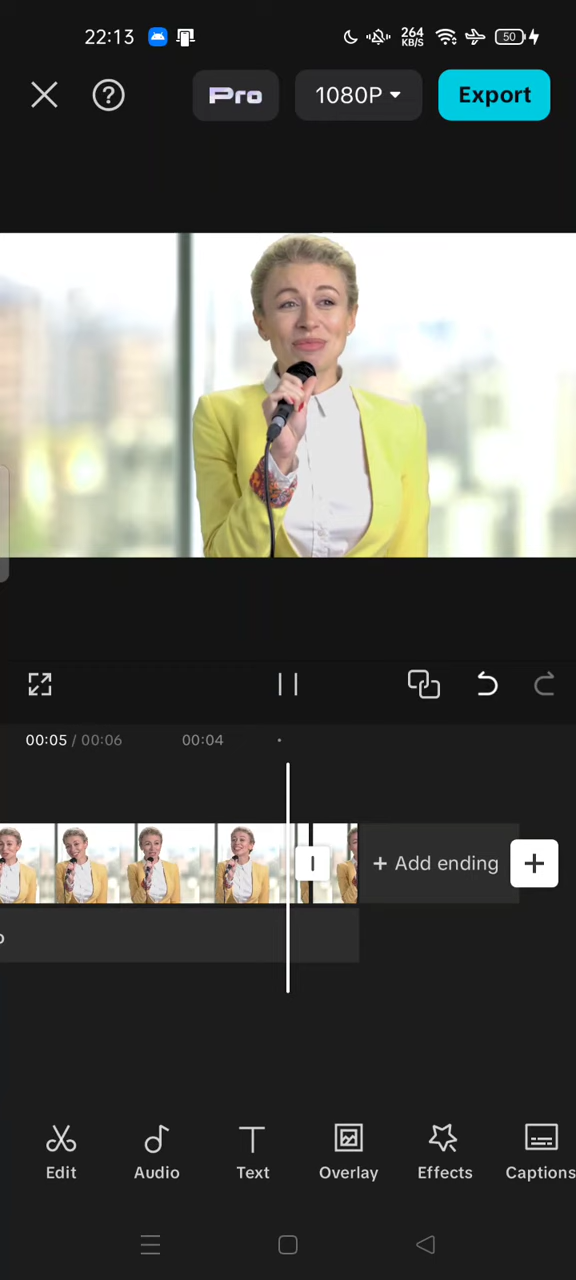 22:13 264 KB/S 50
Pro 1080P Export
00:05 / 00:06 00:04
+ Add ending
Edit Audio Text Overlay Effects Captions